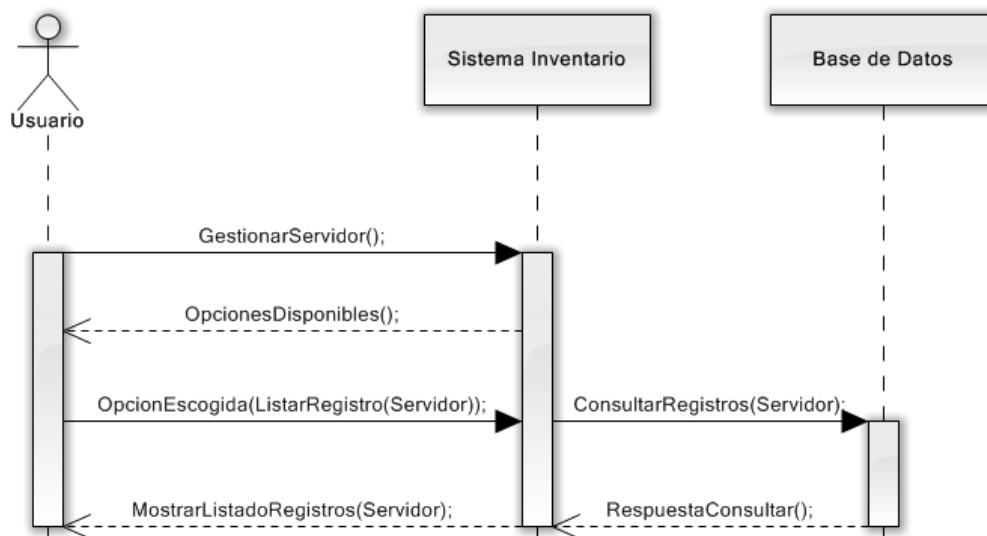 Usuario
Sistema Inventario
Base de Datos
GestionarServidor();
OpcionesDisponibles();
OpcionEscogida(ListarRegistro(Servidor));
ConsultarRegistros(Servidor);
MostrarListadoRegistros(Servidor);
RespuestaConsultar();